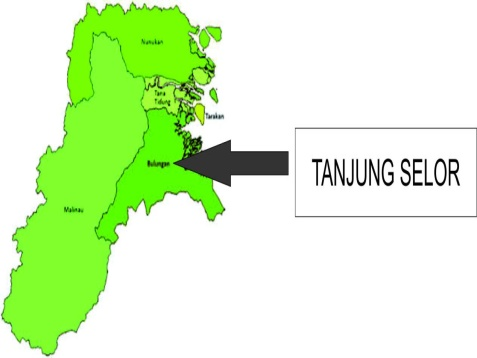 Nunukan
Tana
Tidung
Tarakan
Bulungan
Malinau
TANJUNG SELOR